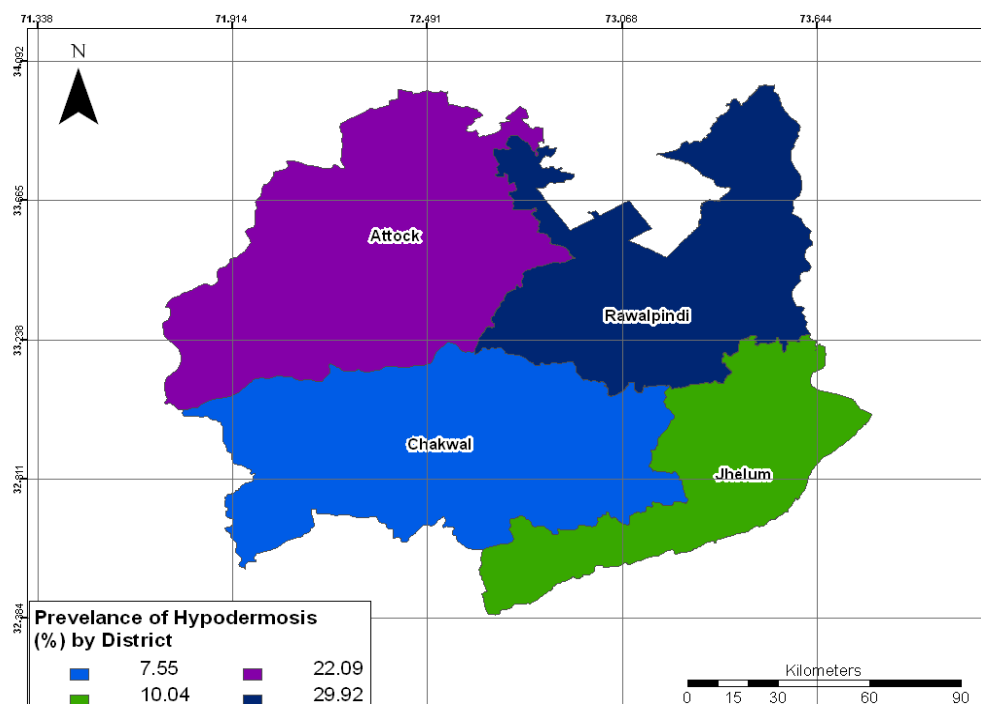 71.338 71.914 72.491 73.068 73.644
34.092
N
33.665
Attock
Rawalpindi
33.238
Chakwal
32.811
Jhelum
32.384
Prevelance of Hypodermosis
(%) by District
7.55 22.09
10.04 29.92
Kilometers
0 15 30 60 90